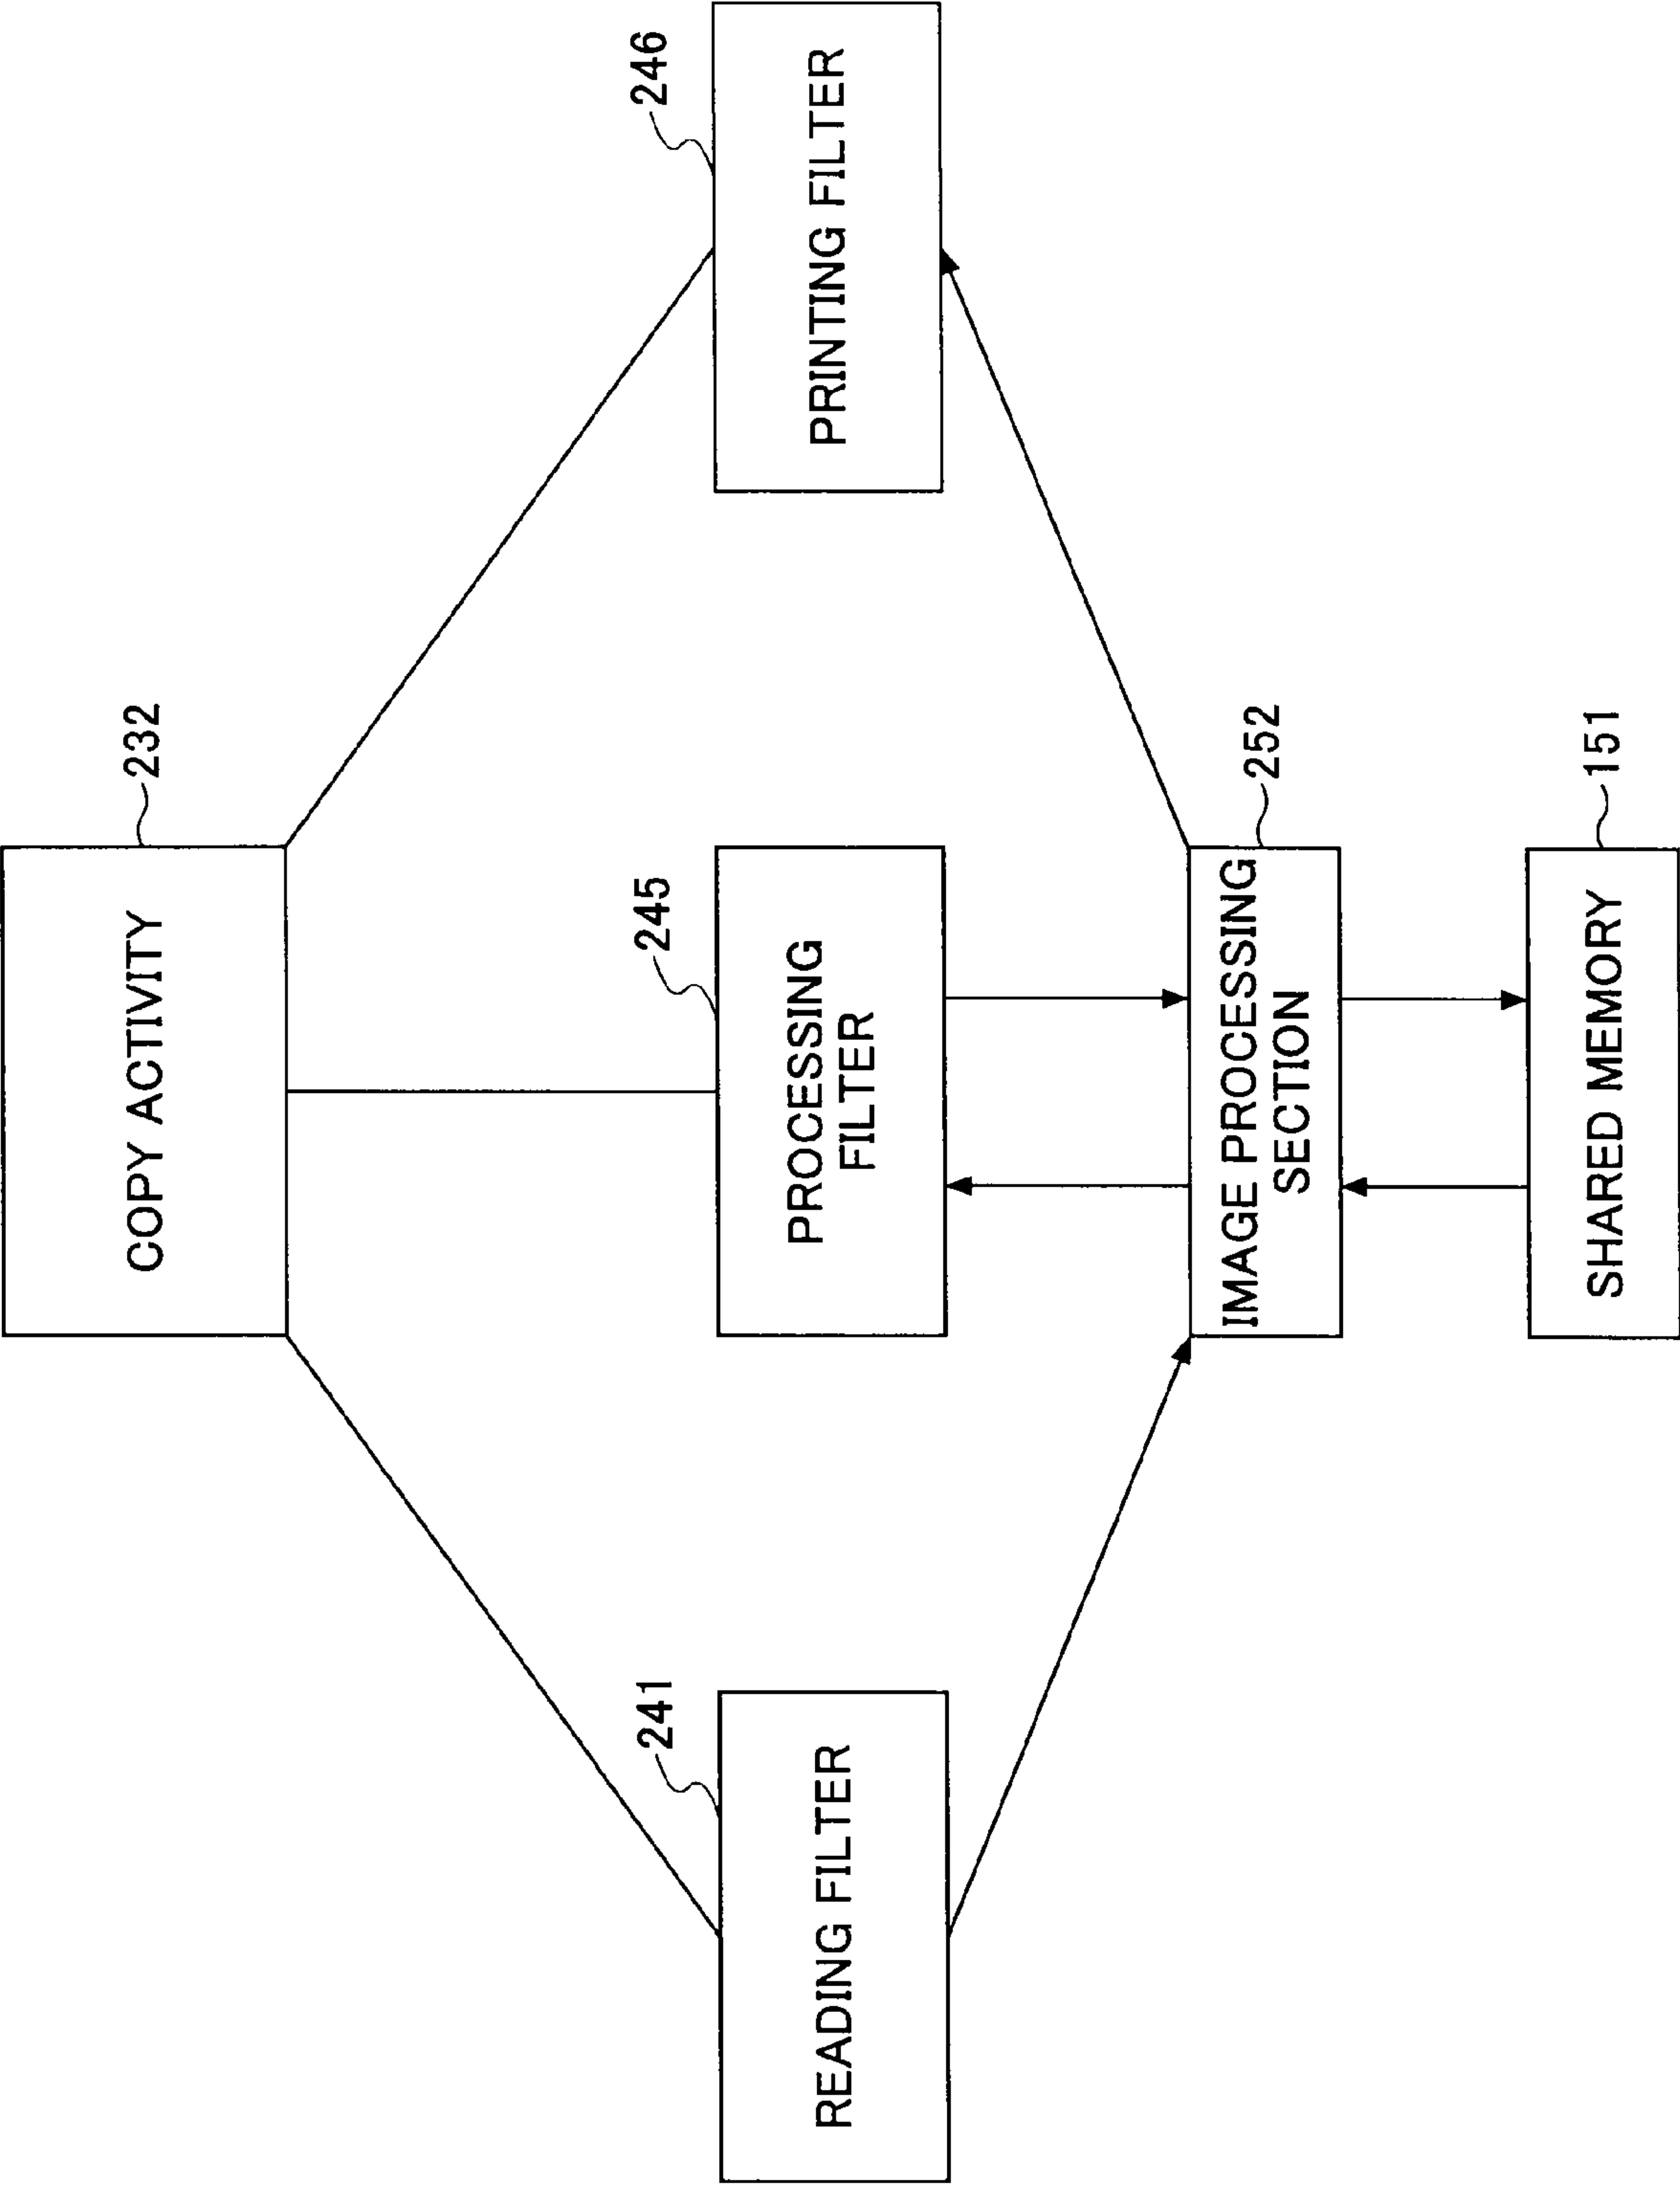 COPY ACTIVITY
232
READING FILTER
241
PROCESSING
FILTER
245
PRINTING FILTER
246
IMAGE PROCESSING
SECTION
252
SHARED MEMORY
151